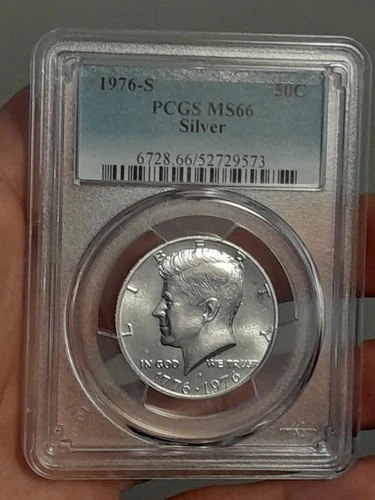 1976-S 50C
PCGS MS66
Silver
6728.66/52729573
LIBERTY
IN GOD WE TRUST
1776 · 1976